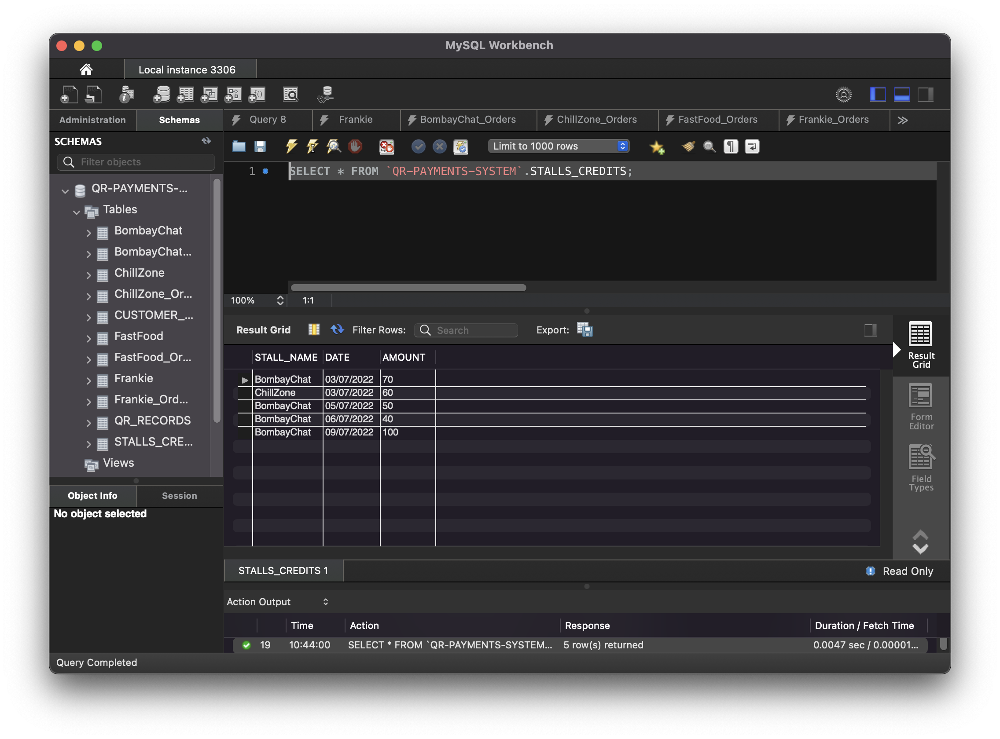 MySQL Workbench
Local instance 3306
Administration Schemas
Query 8 Frankie BombayChat_Orders ChillZone_Orders FastFood_Orders Frankie_Orders
SCHEMAS
Filter objects
Limit to 1000 rows
1 SELECT * FROM `QR-PAYMENTS-SYSTEM`.STALLS_CREDITS;
QR-PAYMENTS-...
Tables
BombayChat
BombayChat...
ChillZone
ChillZone_Or...
CUSTOMER_...
FastFood
FastFood_Or...
Frankie
Frankie_Ord...
QR_RECORDS
STALLS_CRE...
Views
100% 1:1
Result Grid Filter Rows: Search Export:
STALL_NAME DATE AMOUNT
BombayChat 03/07/2022 70
ChillZone 03/07/2022 60
BombayChat 05/07/2022 50
BombayChat 06/07/2022 40
BombayChat 09/07/2022 100
Result
Grid
Form
Editor
Field
Types
Object Info Session
No object selected
STALLS_CREDITS 1 Read Only
Action Output
Time Action Response Duration / Fetch Time
19 10:44:00 SELECT * FROM `QR-PAYMENTS-SYSTEM... 5 row(s) returned 0.0047 sec / 0.00001...
Query Completed